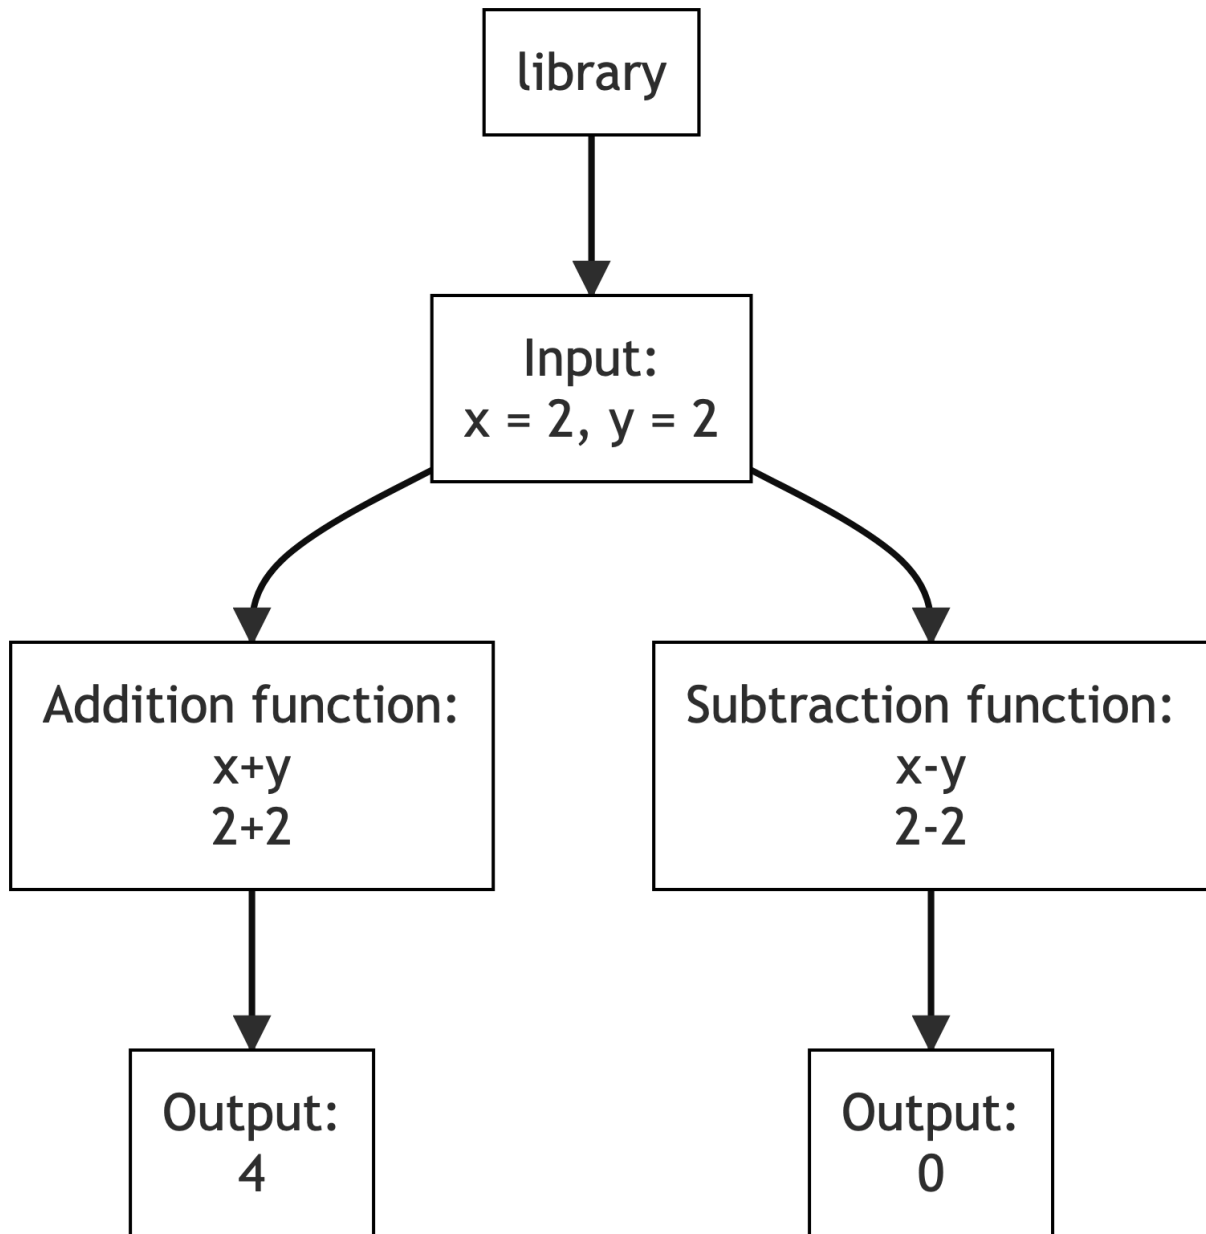 library
Input:
x = 2, y = 2
Addition function:
x+y
2+2
Subtraction function:
x-y
2-2
Output:
4
Output:
0